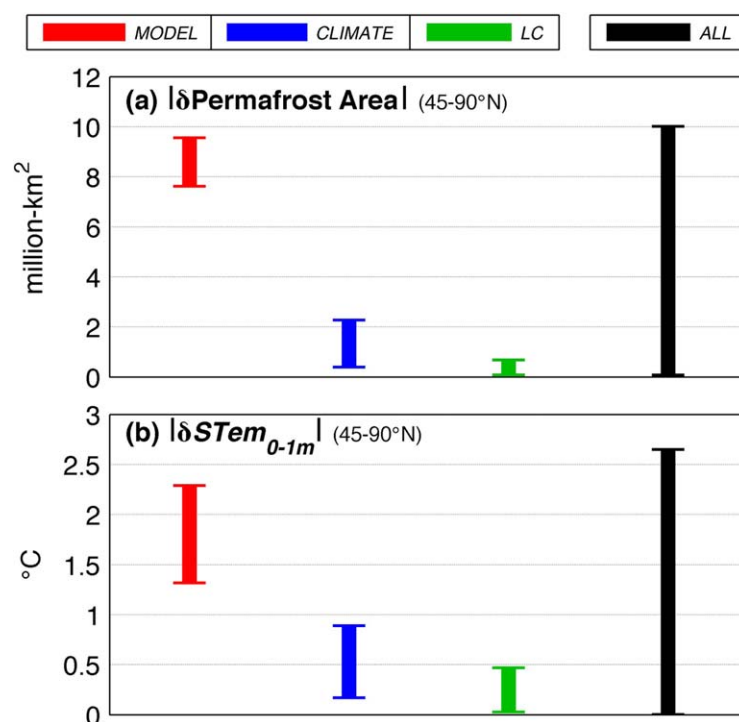 MODEL CLIMATE LC ALL
(a) |δPermafrost Area| (45-90°N)
12
10
8
6
4
2
0
million-km²
(b) |δSTem0-1m| (45-90°N)
3
2.5
2
1.5
1
0.5
0
°C